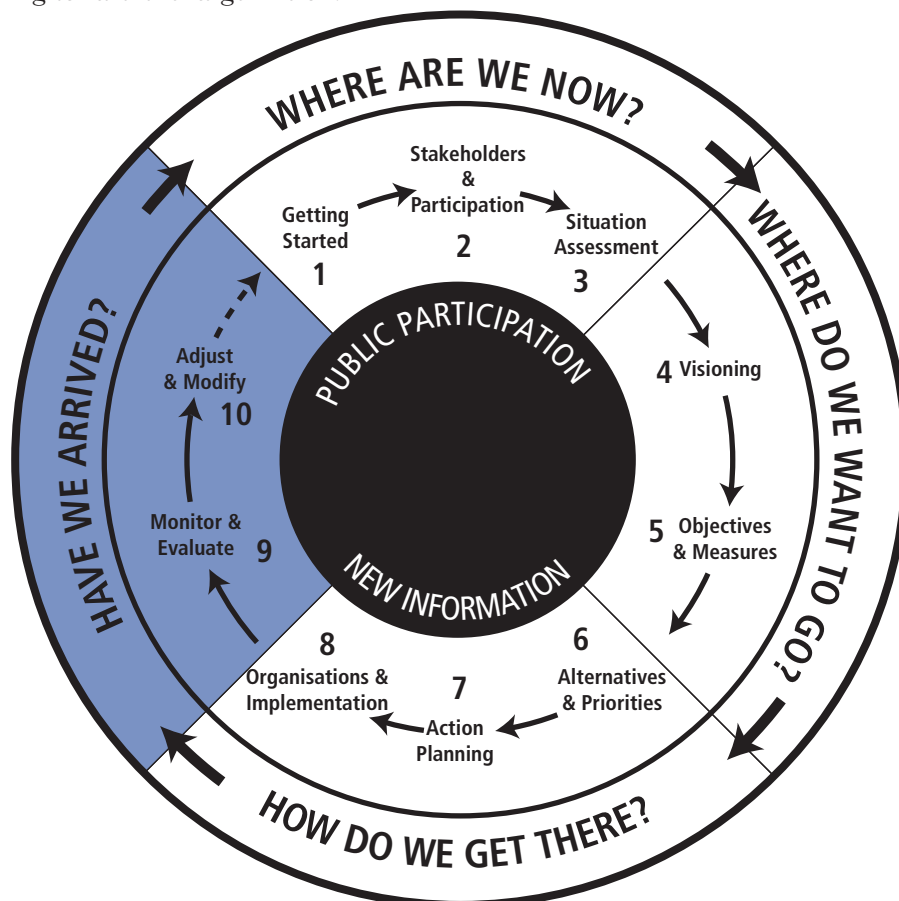 WHERE ARE WE NOW?
Getting
Started
1
Stakeholders
&
Participation
2
Situation
Assessment
3
WHERE DO WE WANT TO GO?
4 Visioning
5 Objectives
& Measures
HOW DO WE GET THERE?
6
Alternatives
& Priorities
7
Action
Planning
8
Organisations &
Implementation
HAVE WE ARRIVED?
Monitor &
Evaluate 9
Adjust
& Modify
10
PUBLIC PARTICIPATION
NEW INFORMATION